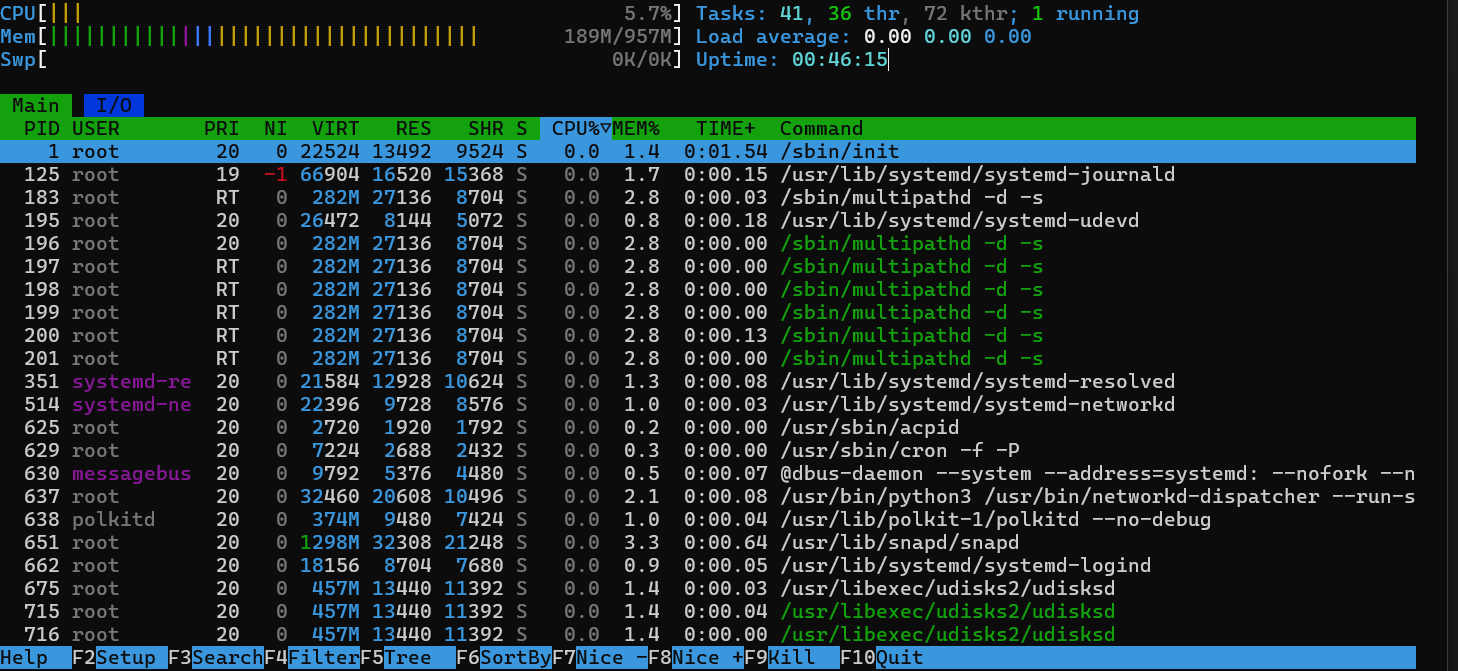 CPU[||| 5.7%] Tasks: 41, 36 thr, 72 kthr; 1 running
Mem[|||||||||||||||||||||||||||||||||||| 189M/957M] Load average: 0.00 0.00 0.00
Swp[ 0K/0K] Uptime: 00:46:15
Main I/O
PID USER PRI NI VIRT RES SHR S CPU%▽MEM% TIME+ Command
1 root 20 0 22524 13492 9524 S 0.0 1.4 0:01.54 /sbin/init
125 root 19 -1 66904 16520 15368 S 0.0 1.7 0:00.15 /usr/lib/systemd/systemd-journald
183 root RT 0 282M 27136 8704 S 0.0 2.8 0:00.03 /sbin/multipathd -d -s
195 root 20 0 26472 8144 5072 S 0.0 0.8 0:00.18 /usr/lib/systemd/systemd-udevd
196 root 20 0 282M 27136 8704 S 0.0 2.8 0:00.00 /sbin/multipathd -d -s
197 root RT 0 282M 27136 8704 S 0.0 2.8 0:00.00 /sbin/multipathd -d -s
198 root RT 0 282M 27136 8704 S 0.0 2.8 0:00.00 /sbin/multipathd -d -s
199 root RT 0 282M 27136 8704 S 0.0 2.8 0:00.00 /sbin/multipathd -d -s
200 root RT 0 282M 27136 8704 S 0.0 2.8 0:00.13 /sbin/multipathd -d -s
201 root RT 0 282M 27136 8704 S 0.0 2.8 0:00.00 /sbin/multipathd -d -s
351 systemd-re 20 0 21584 12928 10624 S 0.0 1.3 0:00.08 /usr/lib/systemd/systemd-resolved
514 systemd-ne 20 0 22396 9728 8576 S 0.0 1.0 0:00.03 /usr/lib/systemd/systemd-networkd
625 root 20 0 2720 1920 1792 S 0.0 0.2 0:00.00 /usr/sbin/acpid
629 root 20 0 7224 2688 2432 S 0.0 0.3 0:00.00 /usr/sbin/cron -f -P
630 messagebus 20 0 9792 5376 4480 S 0.0 0.5 0:00.07 @dbus-daemon --system --address=systemd: --nofork --n
637 root 20 0 32460 20608 10496 S 0.0 2.1 0:00.08 /usr/bin/python3 /usr/bin/networkd-dispatcher --run-s
638 polkitd 20 0 374M 9480 7424 S 0.0 1.0 0:00.04 /usr/lib/polkit-1/polkitd --no-debug
651 root 20 0 1298M 32308 21248 S 0.0 3.3 0:00.64 /usr/lib/snapd/snapd
662 root 20 0 18156 8704 7680 S 0.0 0.9 0:00.05 /usr/lib/systemd/systemd-logind
675 root 20 0 457M 13440 11392 S 0.0 1.4 0:00.03 /usr/libexec/udisks2/udisksd
715 root 20 0 457M 13440 11392 S 0.0 1.4 0:00.04 /usr/libexec/udisks2/udisksd
716 root 20 0 457M 13440 11392 S 0.0 1.4 0:00.00 /usr/libexec/udisks2/udisksd
Help F2Setup F3SearchF4FilterF5Tree F6SortByF7Nice -F8Nice +F9Kill F10Quit